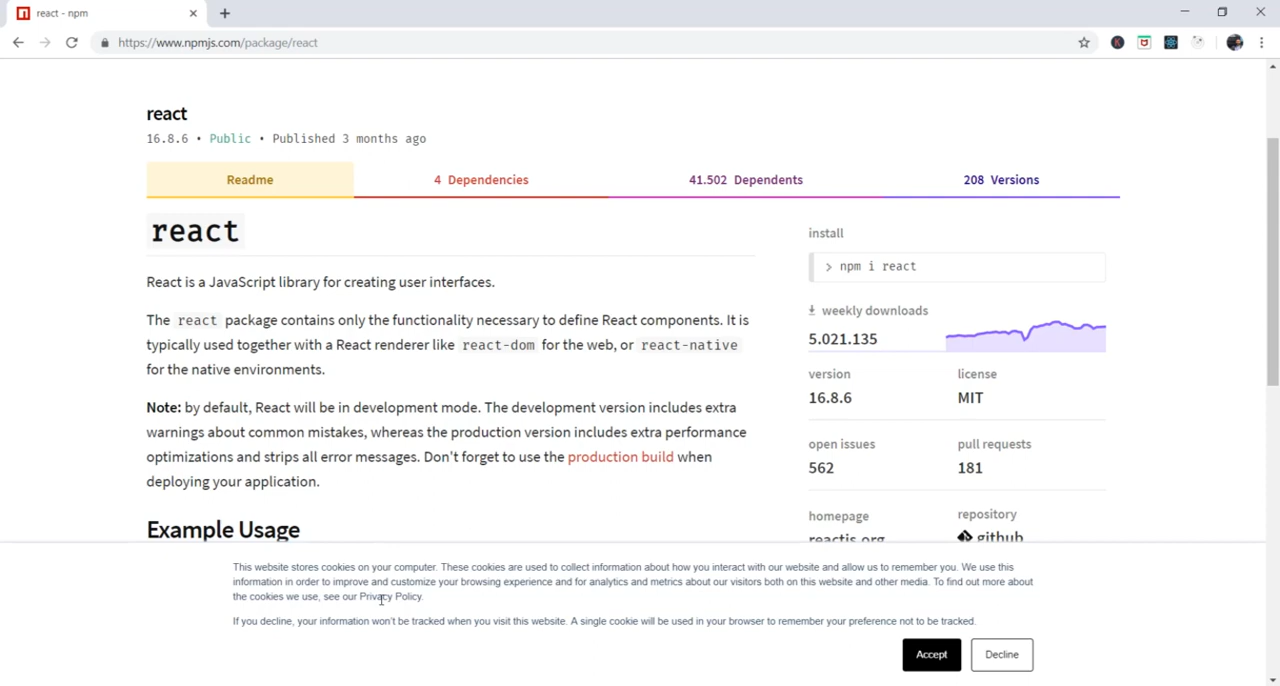 react - npm
https://www.npmjs.com/package/react
react
16.8.6 • Public • Published 3 months ago
Readme
4 Dependencies
41.502 Dependents
208 Versions
react
React is a JavaScript library for creating user interfaces.
The react package contains only the functionality necessary to define React components. It is
typically used together with a React renderer like react-dom for the web, or react-native
for the native environments.
Note: by default, React will be in development mode. The development version includes extra
warnings about common mistakes, whereas the production version includes extra performance
optimizations and strips all error messages. Don't forget to use the production build when
deploying your application.
Example Usage
install
> npm i react
weekly downloads
5.021.135
version
license
16.8.6
MIT
open issues
pull requests
562
181
homepage
repository
reactjs.org
github
This website stores cookies on your computer. These cookies are used to collect information about how you interact with our website and allow us to remember you. We use this
information in order to improve and customize your browsing experience and for analytics and metrics about our visitors both on this website and other media. To find out more about
the cookies we use, see our Privacy Policy.
If you decline, your information won't be tracked when you visit this website. A single cookie will be used in your browser to remember your preference not to be tracked.
Accept
Decline